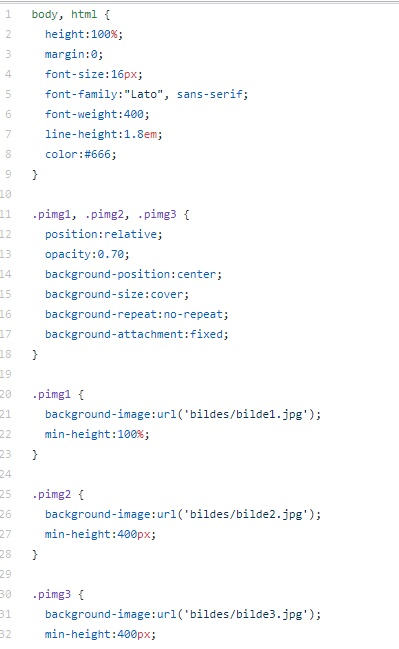 1 body, html {
2 height:100%;
3 margin:0;
4 font-size:16px;
5 font-family:"Lato", sans-serif;
6 font-weight:400;
7 line-height:1.8em;
8 color:#666;
9 }
10
11 .pimg1, .pimg2, .pimg3 {
12 position:relative;
13 opacity:0.70;
14 background-position:center;
15 background-size:cover;
16 background-repeat:no-repeat;
17 background-attachment:fixed;
18 }
19
20 .pimg1 {
21 background-image:url('bildes/bilde1.jpg');
22 min-height:100%;
23 }
24
25 .pimg2 {
26 background-image:url('bildes/bilde2.jpg');
27 min-height:400px;
28 }
29
30 .pimg3 {
31 background-image:url('bildes/bilde3.jpg');
32 min-height:400px;